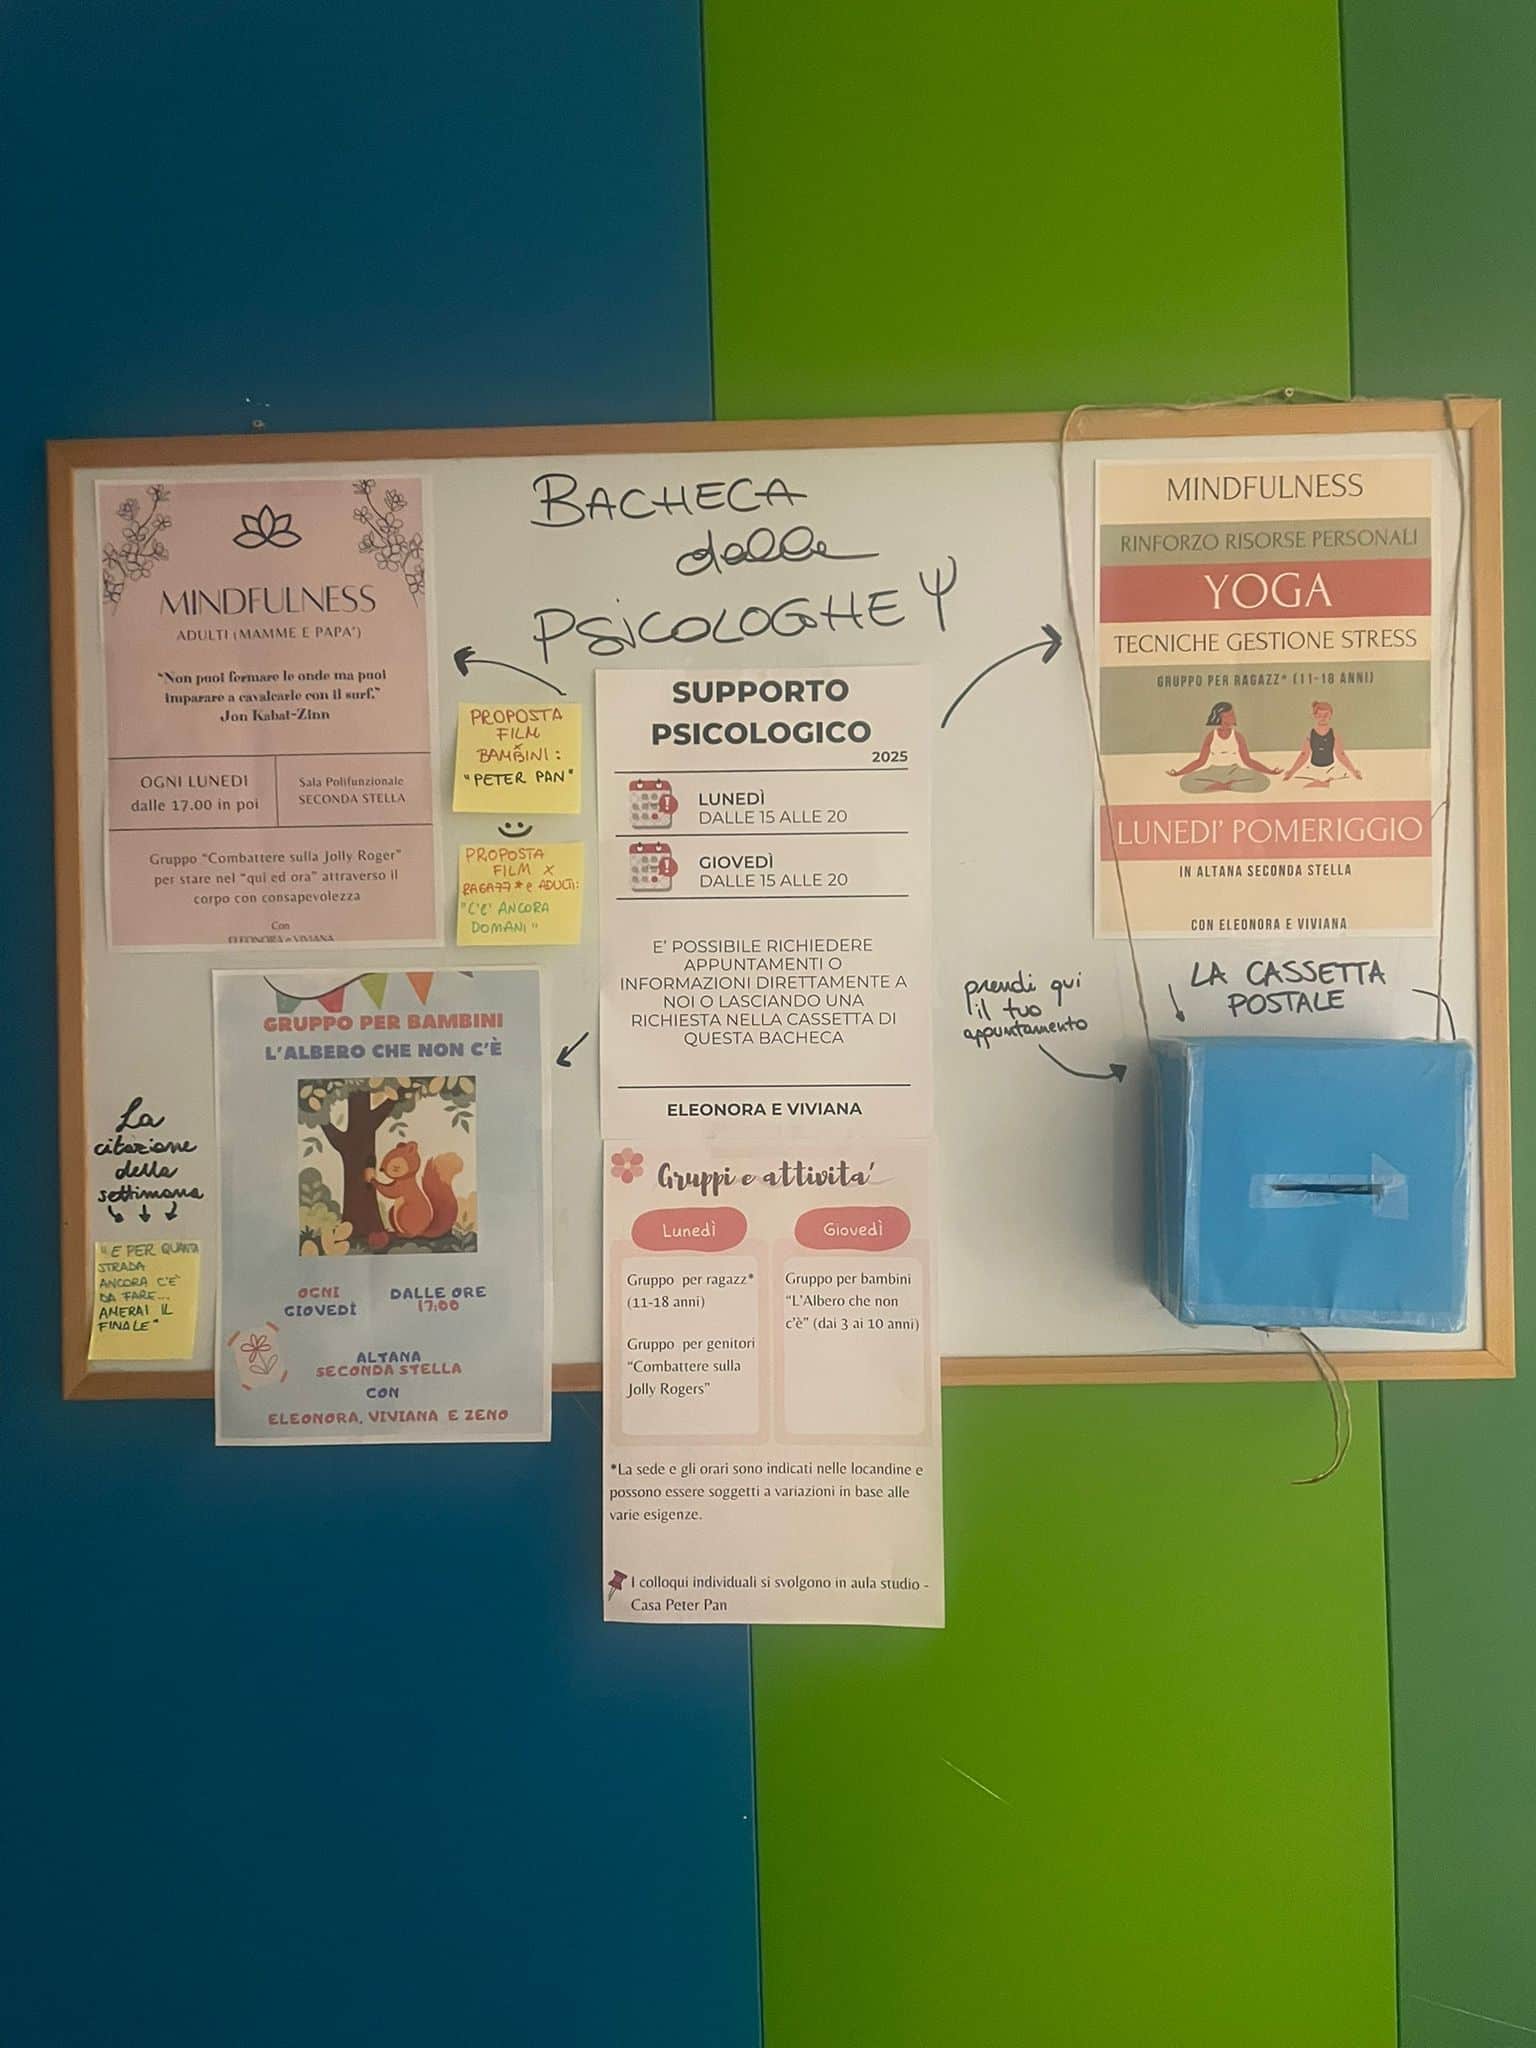 BACHECA
delle
PSICOLOGHE Ψ
MINDFULNESS
ADULTI (MAMME E PAPA')
"Non puoi fermare le onde ma puoi
imparare a cavalcarle con il surf."
Jon Kabat-Zinn
OGNI LUNEDI
dalle 17.00 in poi
Sala Polifunzionale
SECONDA STELLA
Gruppo "Combattere sulla Jolly Roger"
per stare nel "qui ed ora" attraverso il
corpo con consapevolezza
Con
ELEONORA e VIVIANA
PROPOSTA
FILM
x
BAMBINI:
"PETER PAN"
PROPOSTA
FILM x
RAGAZZ* e ADULTI:
"C'E' ANCORA
DOMANI"
SUPPORTO
PSICOLOGICO
2025
LUNEDÌ
DALLE 15 ALLE 20
GIOVEDÌ
DALLE 15 ALLE 20
E' POSSIBILE RICHIEDERE
APPUNTAMENTI O
INFORMAZIONI DIRETTAMENTE A
NOI O LASCIANDO UNA
RICHIESTA NELLA CASSETTA DI
QUESTA BACHECA
ELEONORA E VIVIANA
MINDFULNESS
RINFORZO RISORSE PERSONALI
YOGA
TECNICHE GESTIONE STRESS
GRUPPO PER RAGAZZ* (11-18 ANNI)
LUNEDI' POMERIGGIO
IN ALTANA SECONDA STELLA
CON ELEONORA E VIVIANA
prendi qui
il tuo
appuntamento
LA CASSETTA
POSTALE
La
citazione
della
settimana
"E PER QUANTA
STRADA
ANCORA C'È
DA FARE...
AMERAI IL
FINALE"
GRUPPO PER BAMBINI
L'ALBERO CHE NON C'È
OGNI
GIOVEDÌ
DALLE ORE
17:00
ALTANA
SECONDA STELLA
CON
ELEONORA, VIVIANA E ZENO
Gruppi e attivita'
Lunedì
Gruppo per ragazz*
(11-18 anni)
Gruppo per genitori
"Combattere sulla
Jolly Rogers"
Giovedì
Gruppo per bambini
"L'Albero che non
c'è" (dai 3 ai 10 anni)
*La sede e gli orari sono indicati nelle locandine e
possono essere soggetti a variazioni in base alle
varie esigenze.
I colloqui individuali si svolgono in aula studio -
Casa Peter Pan